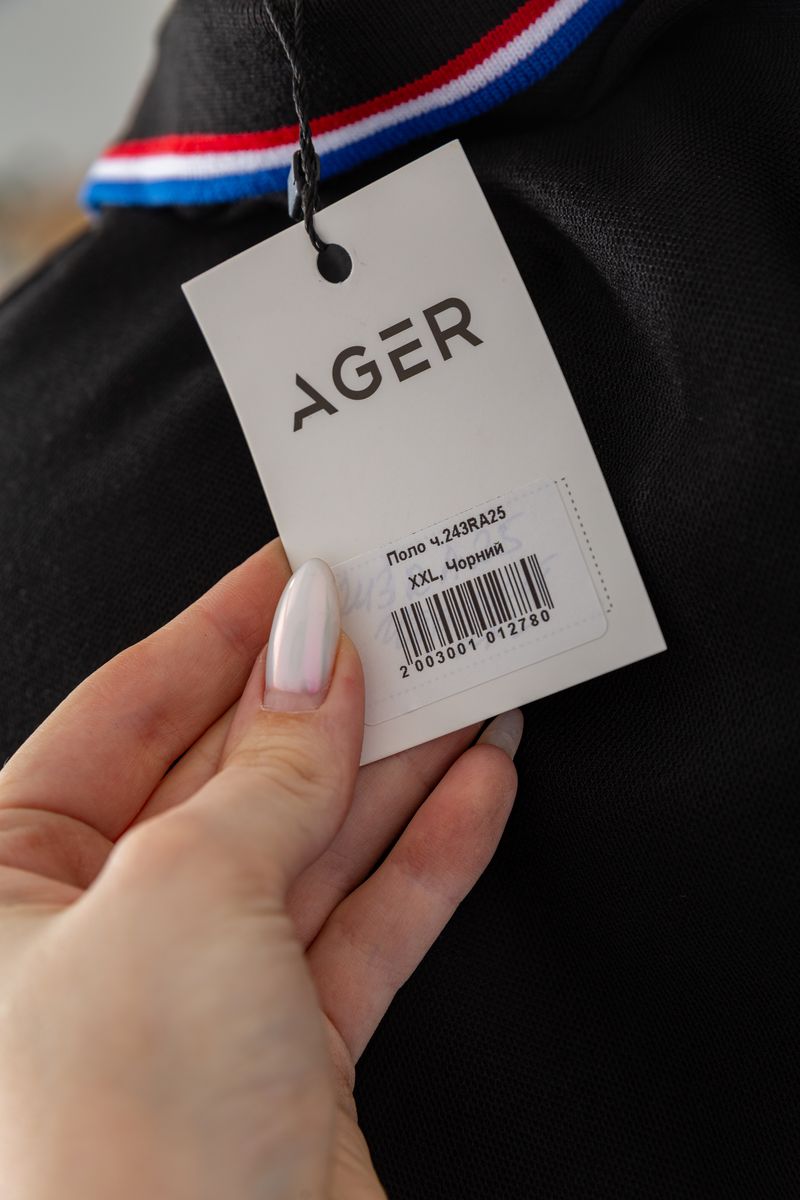 AGER
Поло ч.243RA25
XXL, Чорний
2 003001 012780